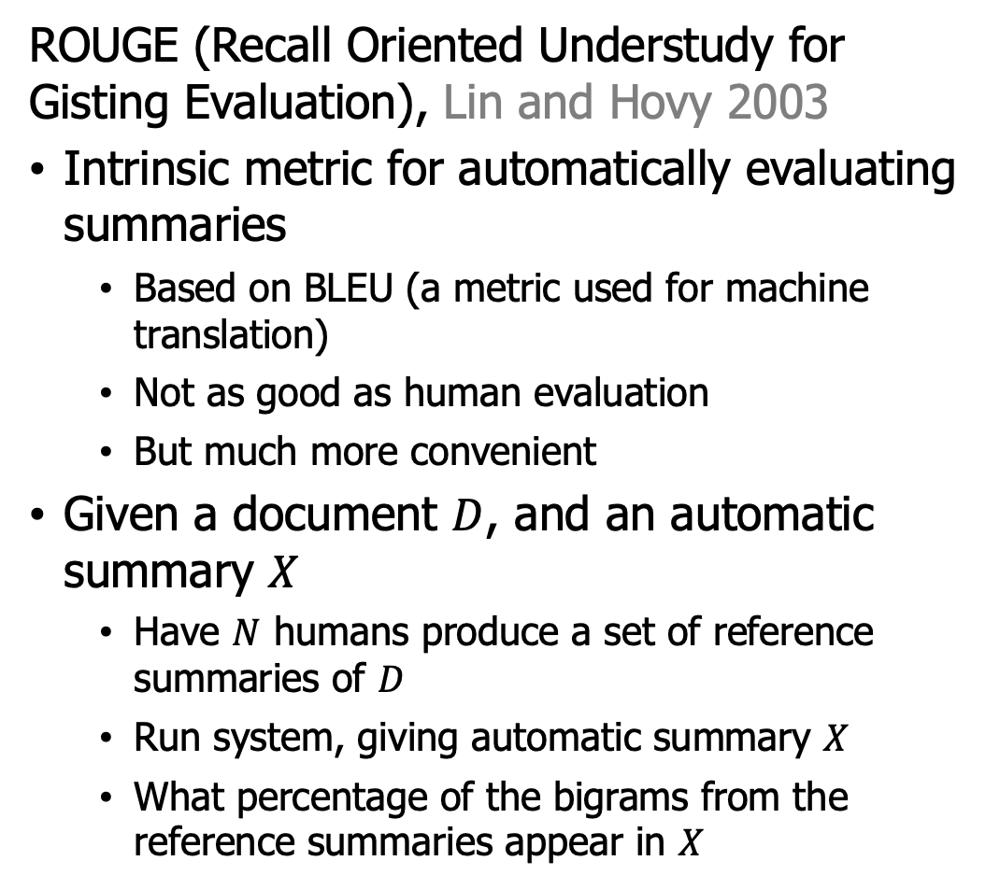 ROUGE (Recall Oriented Understudy for
Gisting Evaluation), Lin and Hovy 2003
• Intrinsic metric for automatically evaluating
summaries
• Based on BLEU (a metric used for machine
translation)
• Not as good as human evaluation
• But much more convenient
• Given a document D, and an automatic
summary X
• Have N humans produce a set of reference
summaries of D
• Run system, giving automatic summary X
• What percentage of the bigrams from the
reference summaries appear in X